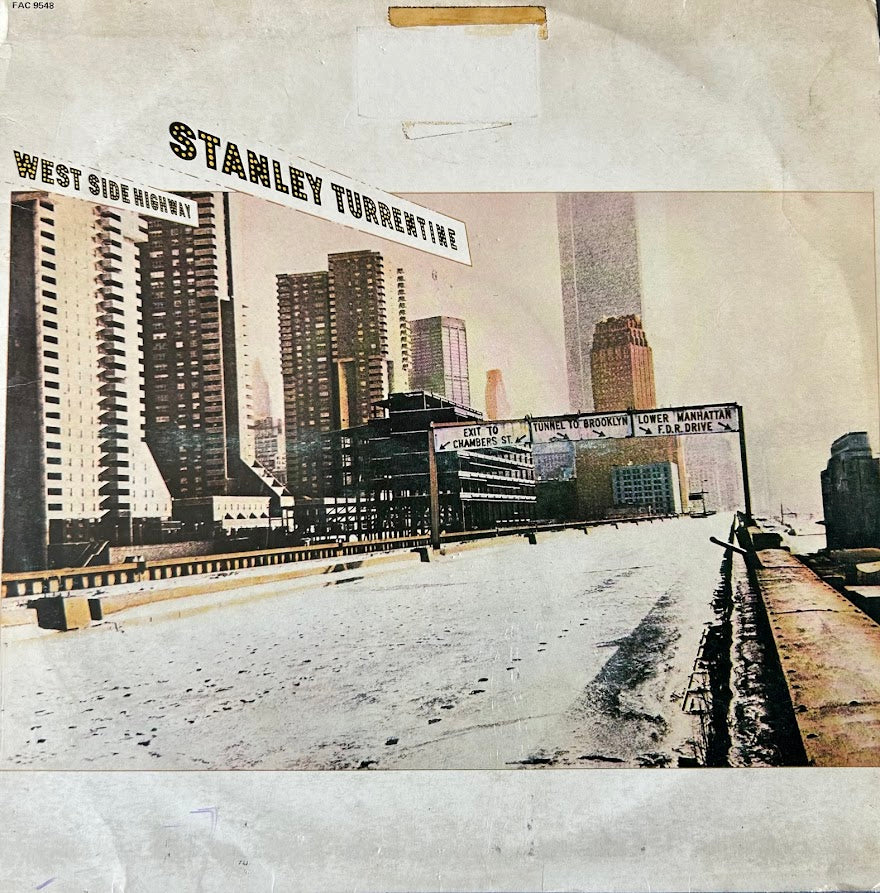 FAC 9548
STANLEY TURRENTINE
WEST SIDE HIGHWAY
EXIT TO
CHAMBERS ST.
TUNNEL TO BROOKLYN
LOWER MANHATTAN
F.D.R. DRIVE